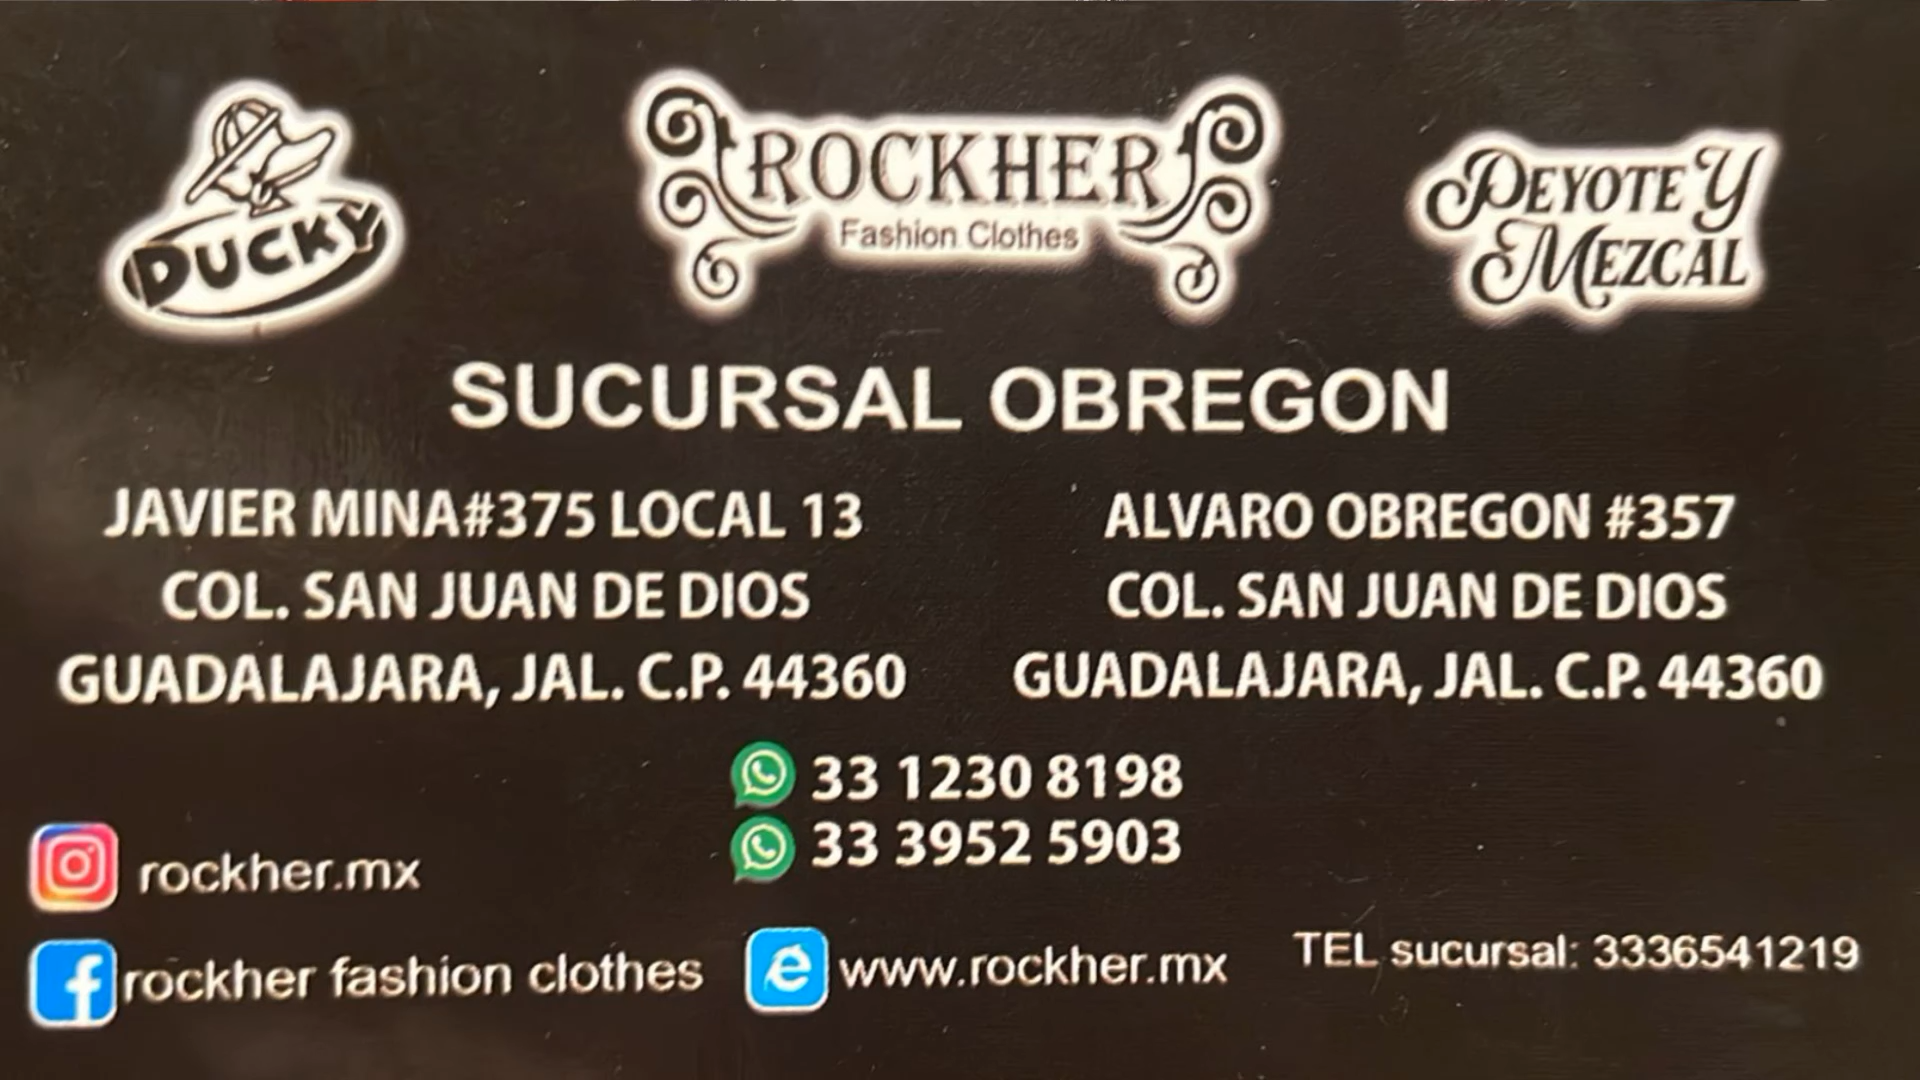 DUCKY
ROCKHER
Fashion Clothes
PEYOTE Y
MEZCAL
SUCURSAL OBREGON
JAVIER MINA#375 LOCAL 13
COL. SAN JUAN DE DIOS
GUADALAJARA, JAL. C.P. 44360
ALVARO OBREGON #357
COL. SAN JUAN DE DIOS
GUADALAJARA, JAL. C.P. 44360
33 1230 8198
33 3952 5903
rockher.mx
rockher fashion clothes
www.rockher.mx
TEL sucursal: 3336541219